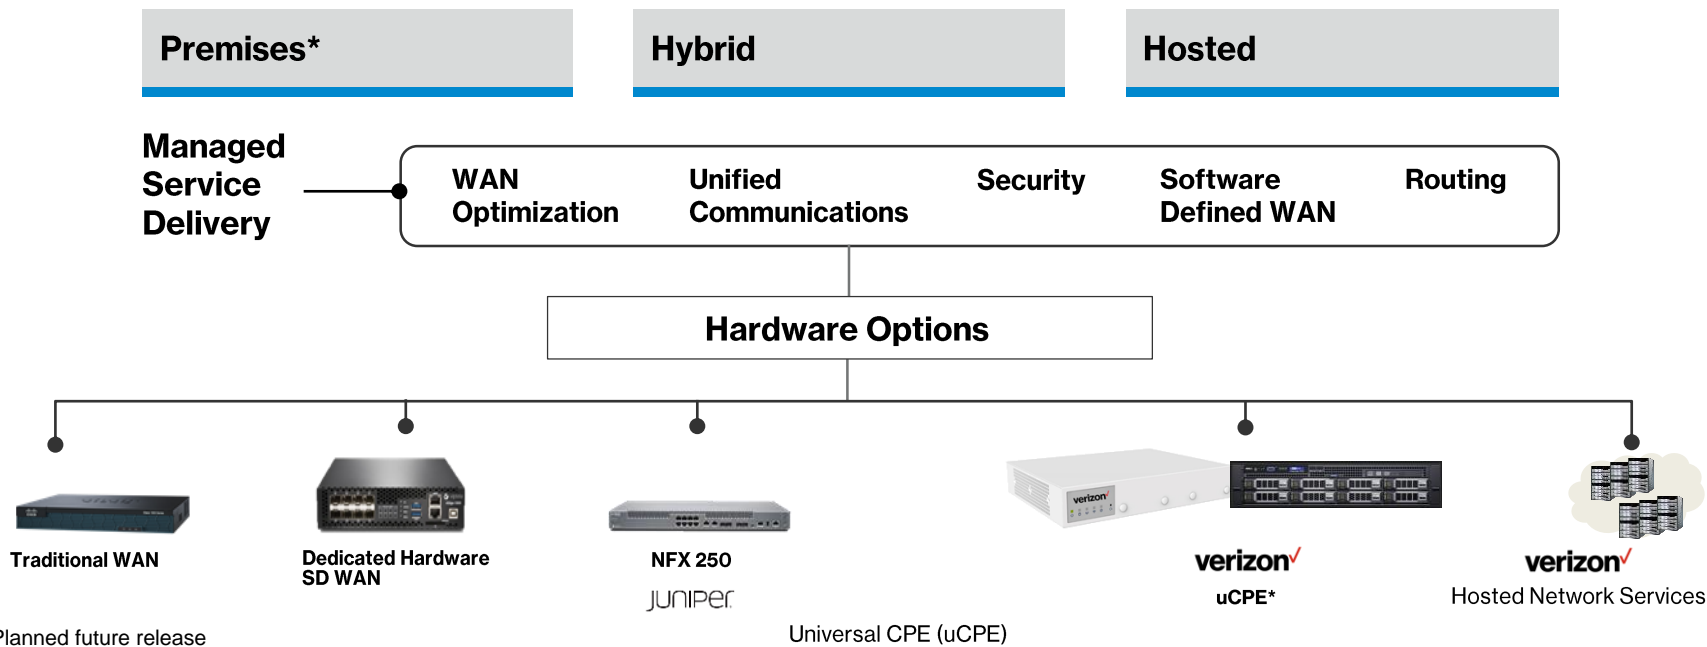 Premises*
Hybrid
Hosted
Managed
Service
Delivery
WAN
Optimization
Unified
Communications
Security
Software
Defined WAN
Routing
Hardware Options
verizon✓
Traditional WAN
Dedicated Hardware
SD WAN
NFX 250
JUNIPEr
verizon✓
uCPE*
verizon✓
Hosted Network Services
Planned future release
Universal CPE (uCPE)